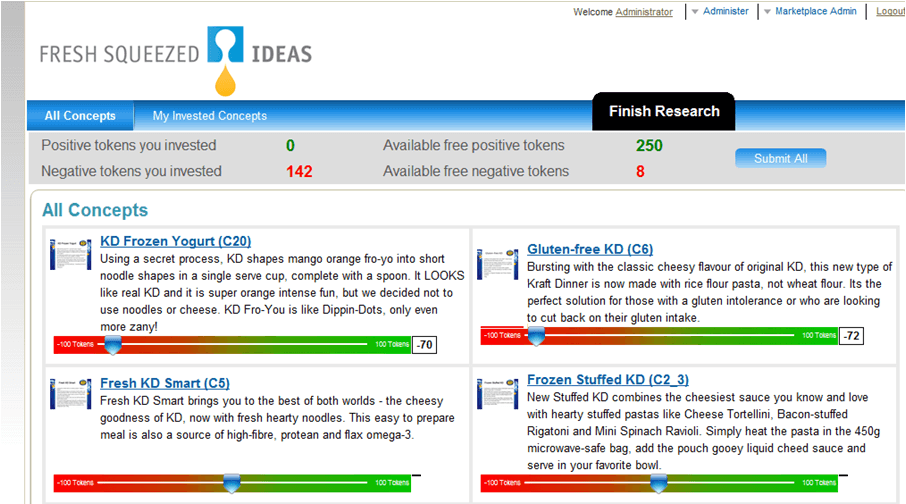 Welcome Administrator Administer Marketplace Admin Logout
FRESH SQUEEZED IDEAS
All Concepts My Invested Concepts Finish Research
Positive tokens you invested 0 Available free positive tokens 250
Negative tokens you invested 142 Available free negative tokens 8
Submit All
All Concepts
KD Frozen Yogurt (C20)
Using a secret process, KD shapes mango orange fro-yo into short
noodle shapes in a single serve cup, complete with a spoon. It LOOKS
like real KD and it is super orange intense fun, but we decided not to
use noodles or cheese. KD Fro-You is like Dippin-Dots, only even
more zany!
-100 Tokens 100 Tokens -70
Gluten-free KD (C6)
Bursting with the classic cheesy flavour of original KD, this new type of
Kraft Dinner is now made with rice flour pasta, not wheat flour. Its the
perfect solution for those with a gluten intolerance or who are looking
to cut back on their gluten intake.
-100 Tokens 100 Tokens -72
Fresh KD Smart (C5)
Fresh KD Smart brings you to the best of both worlds - the cheesy
goodness of KD, now with fresh hearty noodles. This easy to prepare
meal is also a source of high-fibre, protean and flax omega-3.
-100 Tokens 100 Tokens
Frozen Stuffed KD (C2_3)
New Stuffed KD combines the cheesiest sauce you know and love
with hearty stuffed pastas like Cheese Tortellini, Bacon-stuffed
Rigatoni and Mini Spinach Ravioli. Simply heat the pasta in the 450g
microwave-safe bag, add the pouch gooey liquid cheed sauce and
serve in your favorite bowl.
-100 Tokens 100 Tokens